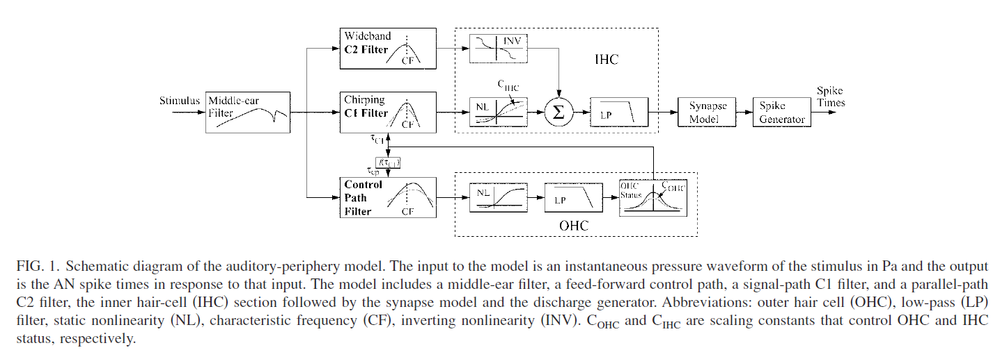 Wideband
C2 Filter
CF
INV
IHC
Stimulus
Middle-ear
Filter
Chirping
C1 Filter
CF
C_IHC
NL
Σ
LP
Synapse
Model
Spike
Generator
Spike
Times
τ_C1
f(τ_C1)
τ_cp
Control
Path
Filter
CF
NL
LP
OHC
Status
C_OHC
OHC
FIG. 1. Schematic diagram of the auditory-periphery model. The input to the model is an instantaneous pressure waveform of the stimulus in Pa and the output
is the AN spike times in response to that input. The model includes a middle-ear filter, a feed-forward control path, a signal-path C1 filter, and a parallel-path
C2 filter, the inner hair-cell (IHC) section followed by the synapse model and the discharge generator. Abbreviations: outer hair cell (OHC), low-pass (LP)
filter, static nonlinearity (NL), characteristic frequency (CF), inverting nonlinearity (INV). C_OHC and C_IHC are scaling constants that control OHC and IHC
status, respectively.